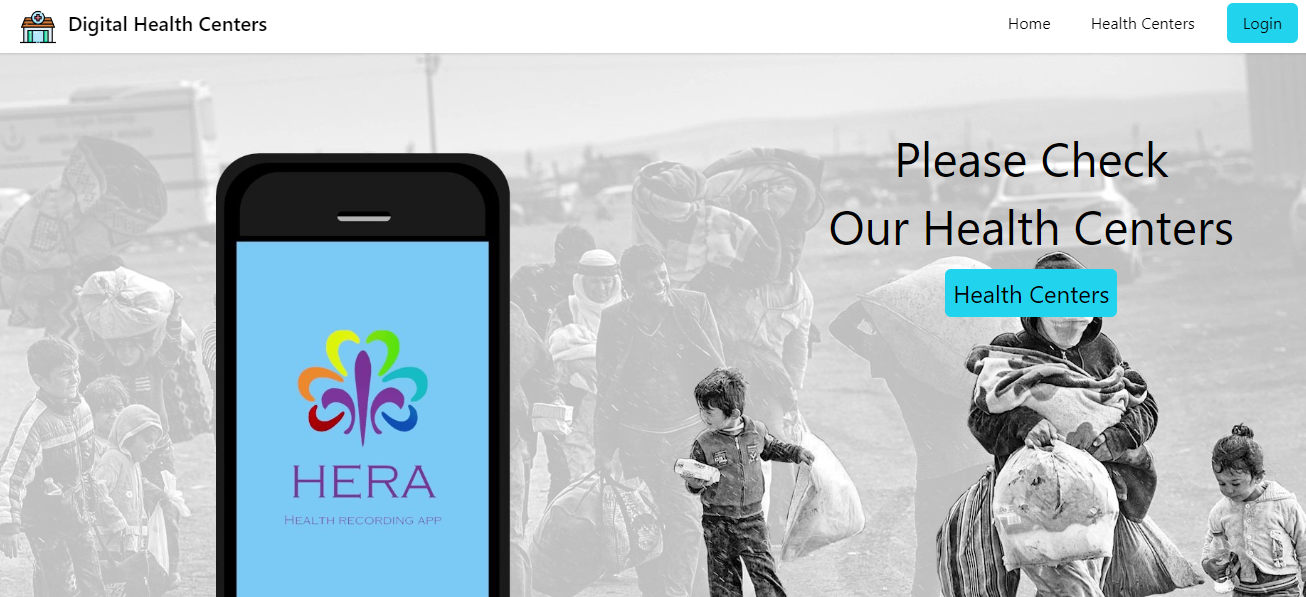 Digital Health Centers
Home
Health Centers
Login
Please Check
Our Health Centers
Health Centers
HERA
HEALTH RECORDING APP